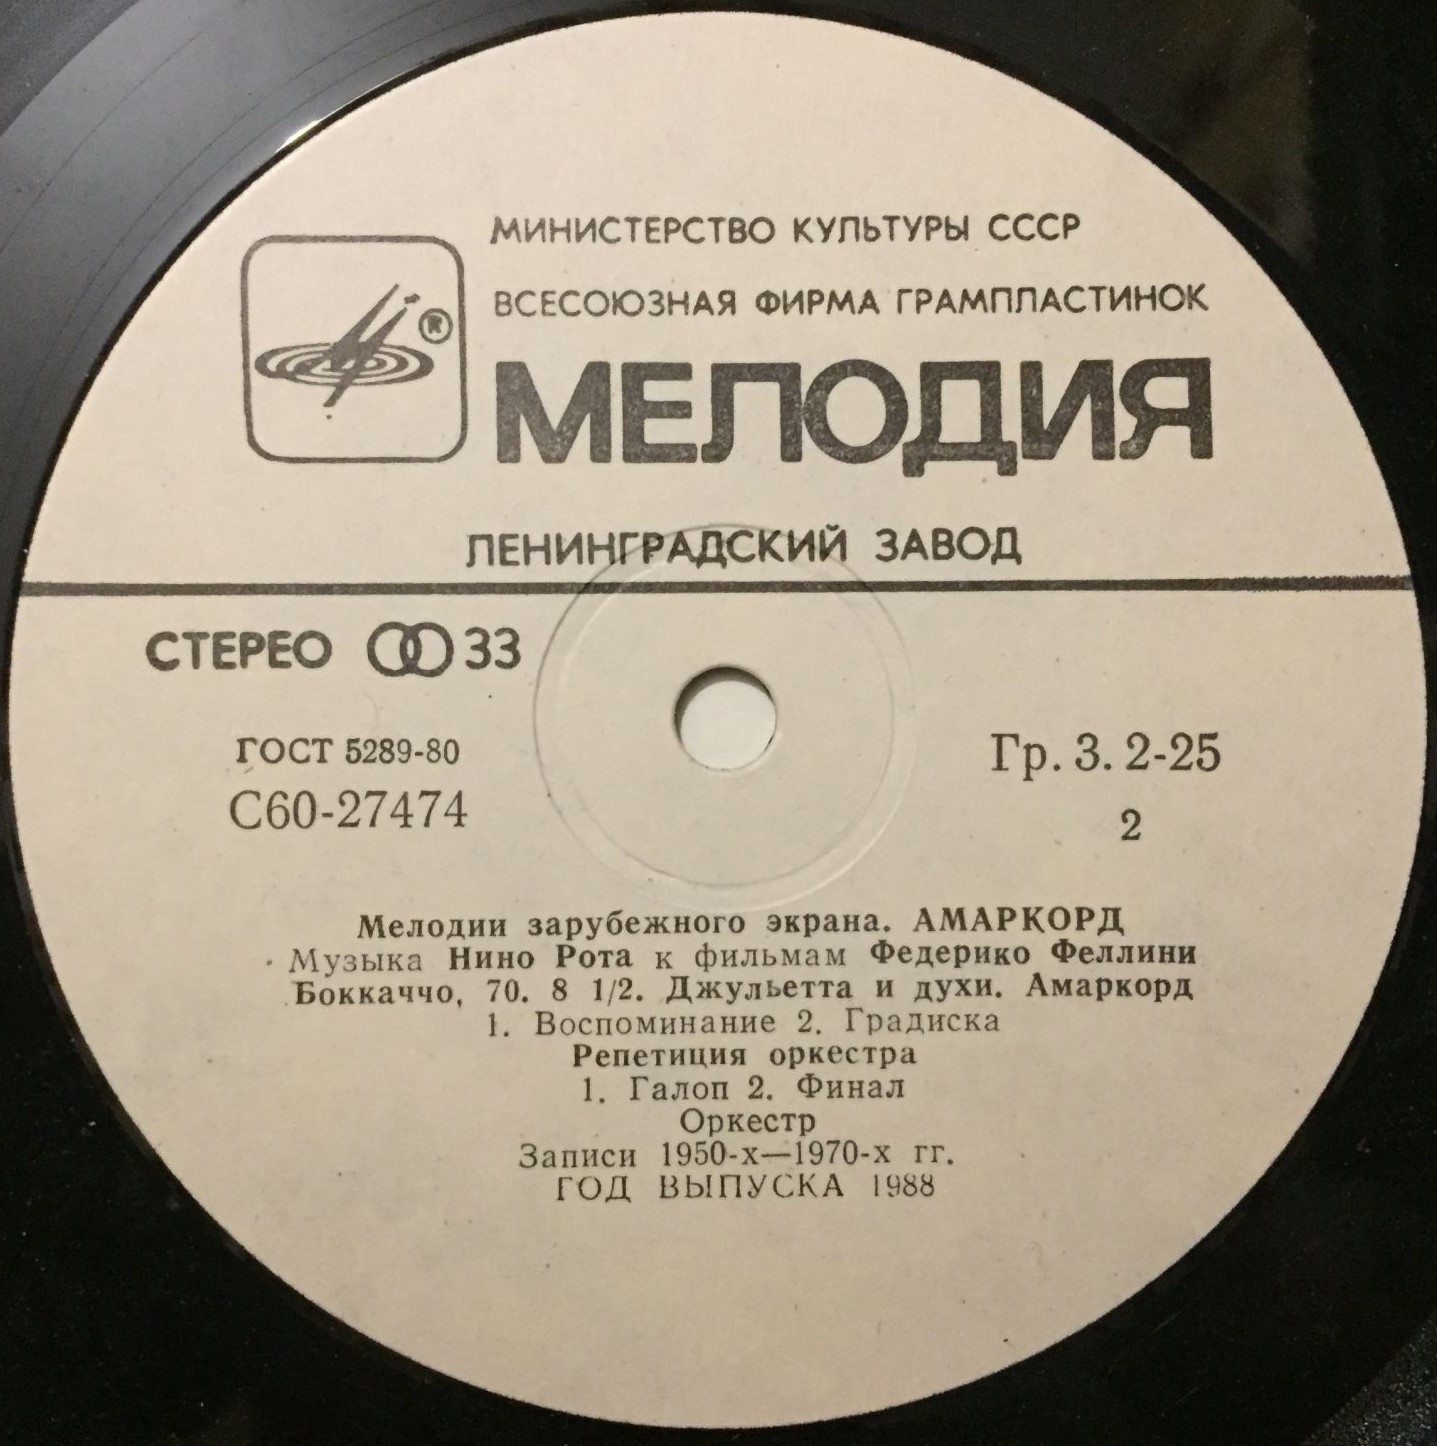 МИНИСТЕРСТВО КУЛЬТУРЫ СССР
ВСЕСОЮЗНАЯ ФИРМА ГРАМПЛАСТИНОК
®
МЕЛОДИЯ
ЛЕНИНГРАДСКИЙ ЗАВОД
СТЕРЕО 33
ГОСТ 5289-80
Гр. 3. 2-25
С60-27474
2
Мелодии зарубежного экрана. АМАРКОРД
Музыка Нино Рота к фильмам Федерико Феллини
Боккаччо, 70. 8 1/2. Джульетта и духи. Амаркорд
1. Воспоминание 2. Градиска
Репетиция оркестра
1. Галоп 2. Финал
Оркестр
Записи 1950-х—1970-х гг.
ГОД ВЫПУСКА 1988